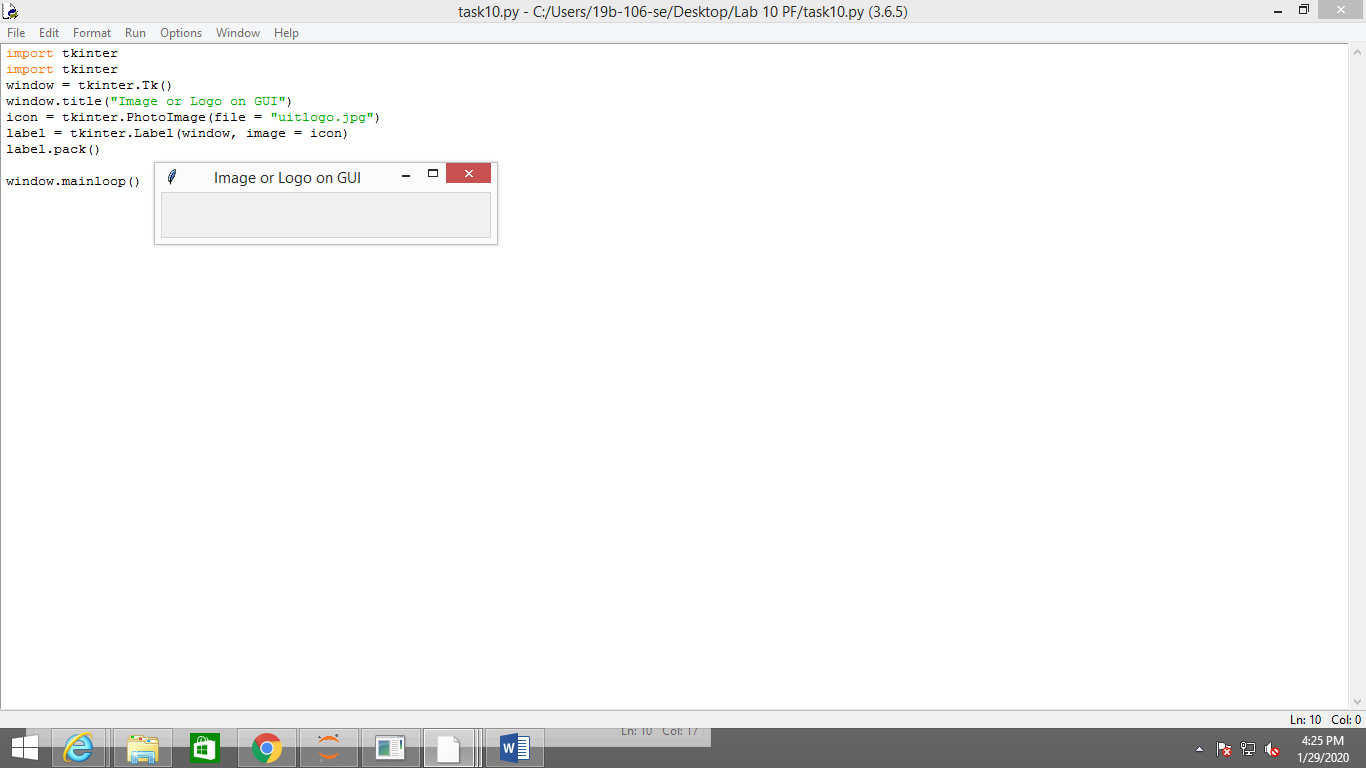 task10.py - C:/Users/19b-106-se/Desktop/Lab 10 PF/task10.py (3.6.5)
File Edit Format Run Options Window Help
import tkinter
import tkinter
window = tkinter.Tk()
window.title("Image or Logo on GUI")
icon = tkinter.PhotoImage(file = "uitlogo.jpg")
label = tkinter.Label(window, image = icon)
label.pack()
window.mainloop()
Image or Logo on GUI
Ln: 10 Col: 0
Ln: 10 Col: 17
4:25 PM
1/29/2020